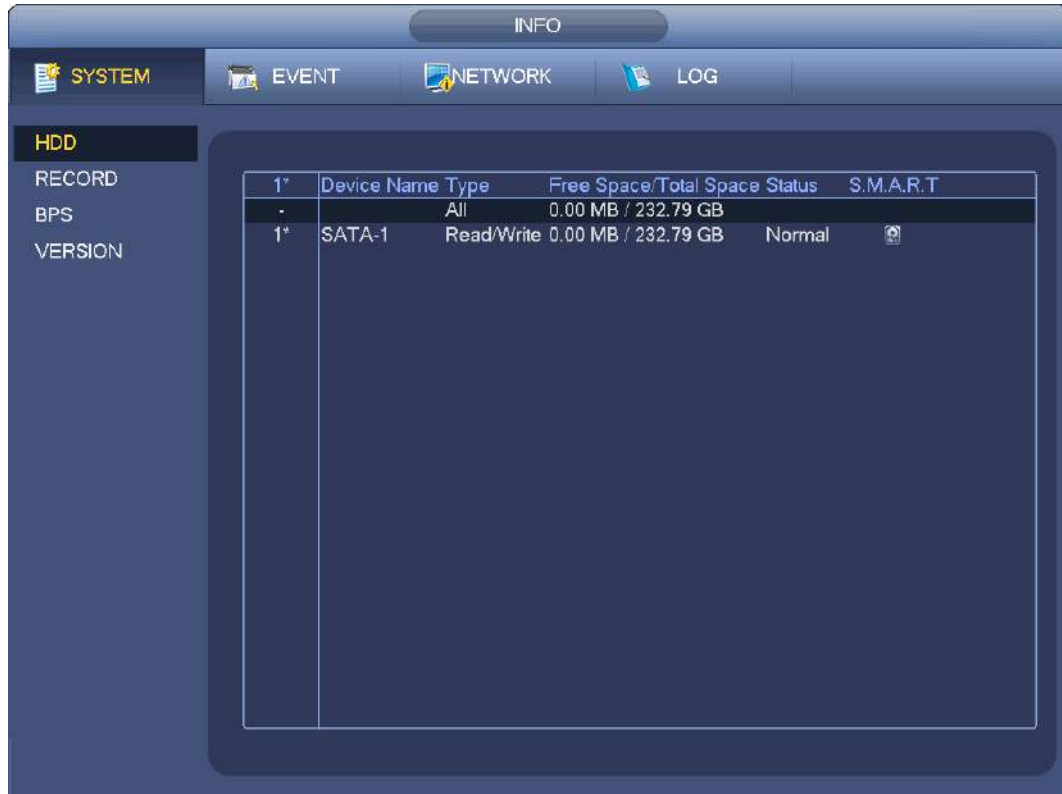 INFO
SYSTEM EVENT NETWORK LOG
HDD
RECORD
BPS
VERSION
1* Device Name Type Free Space/Total Space Status S.M.A.R.T
- All 0.00 MB / 232.79 GB
1* SATA-1 Read/Write 0.00 MB / 232.79 GB Normal